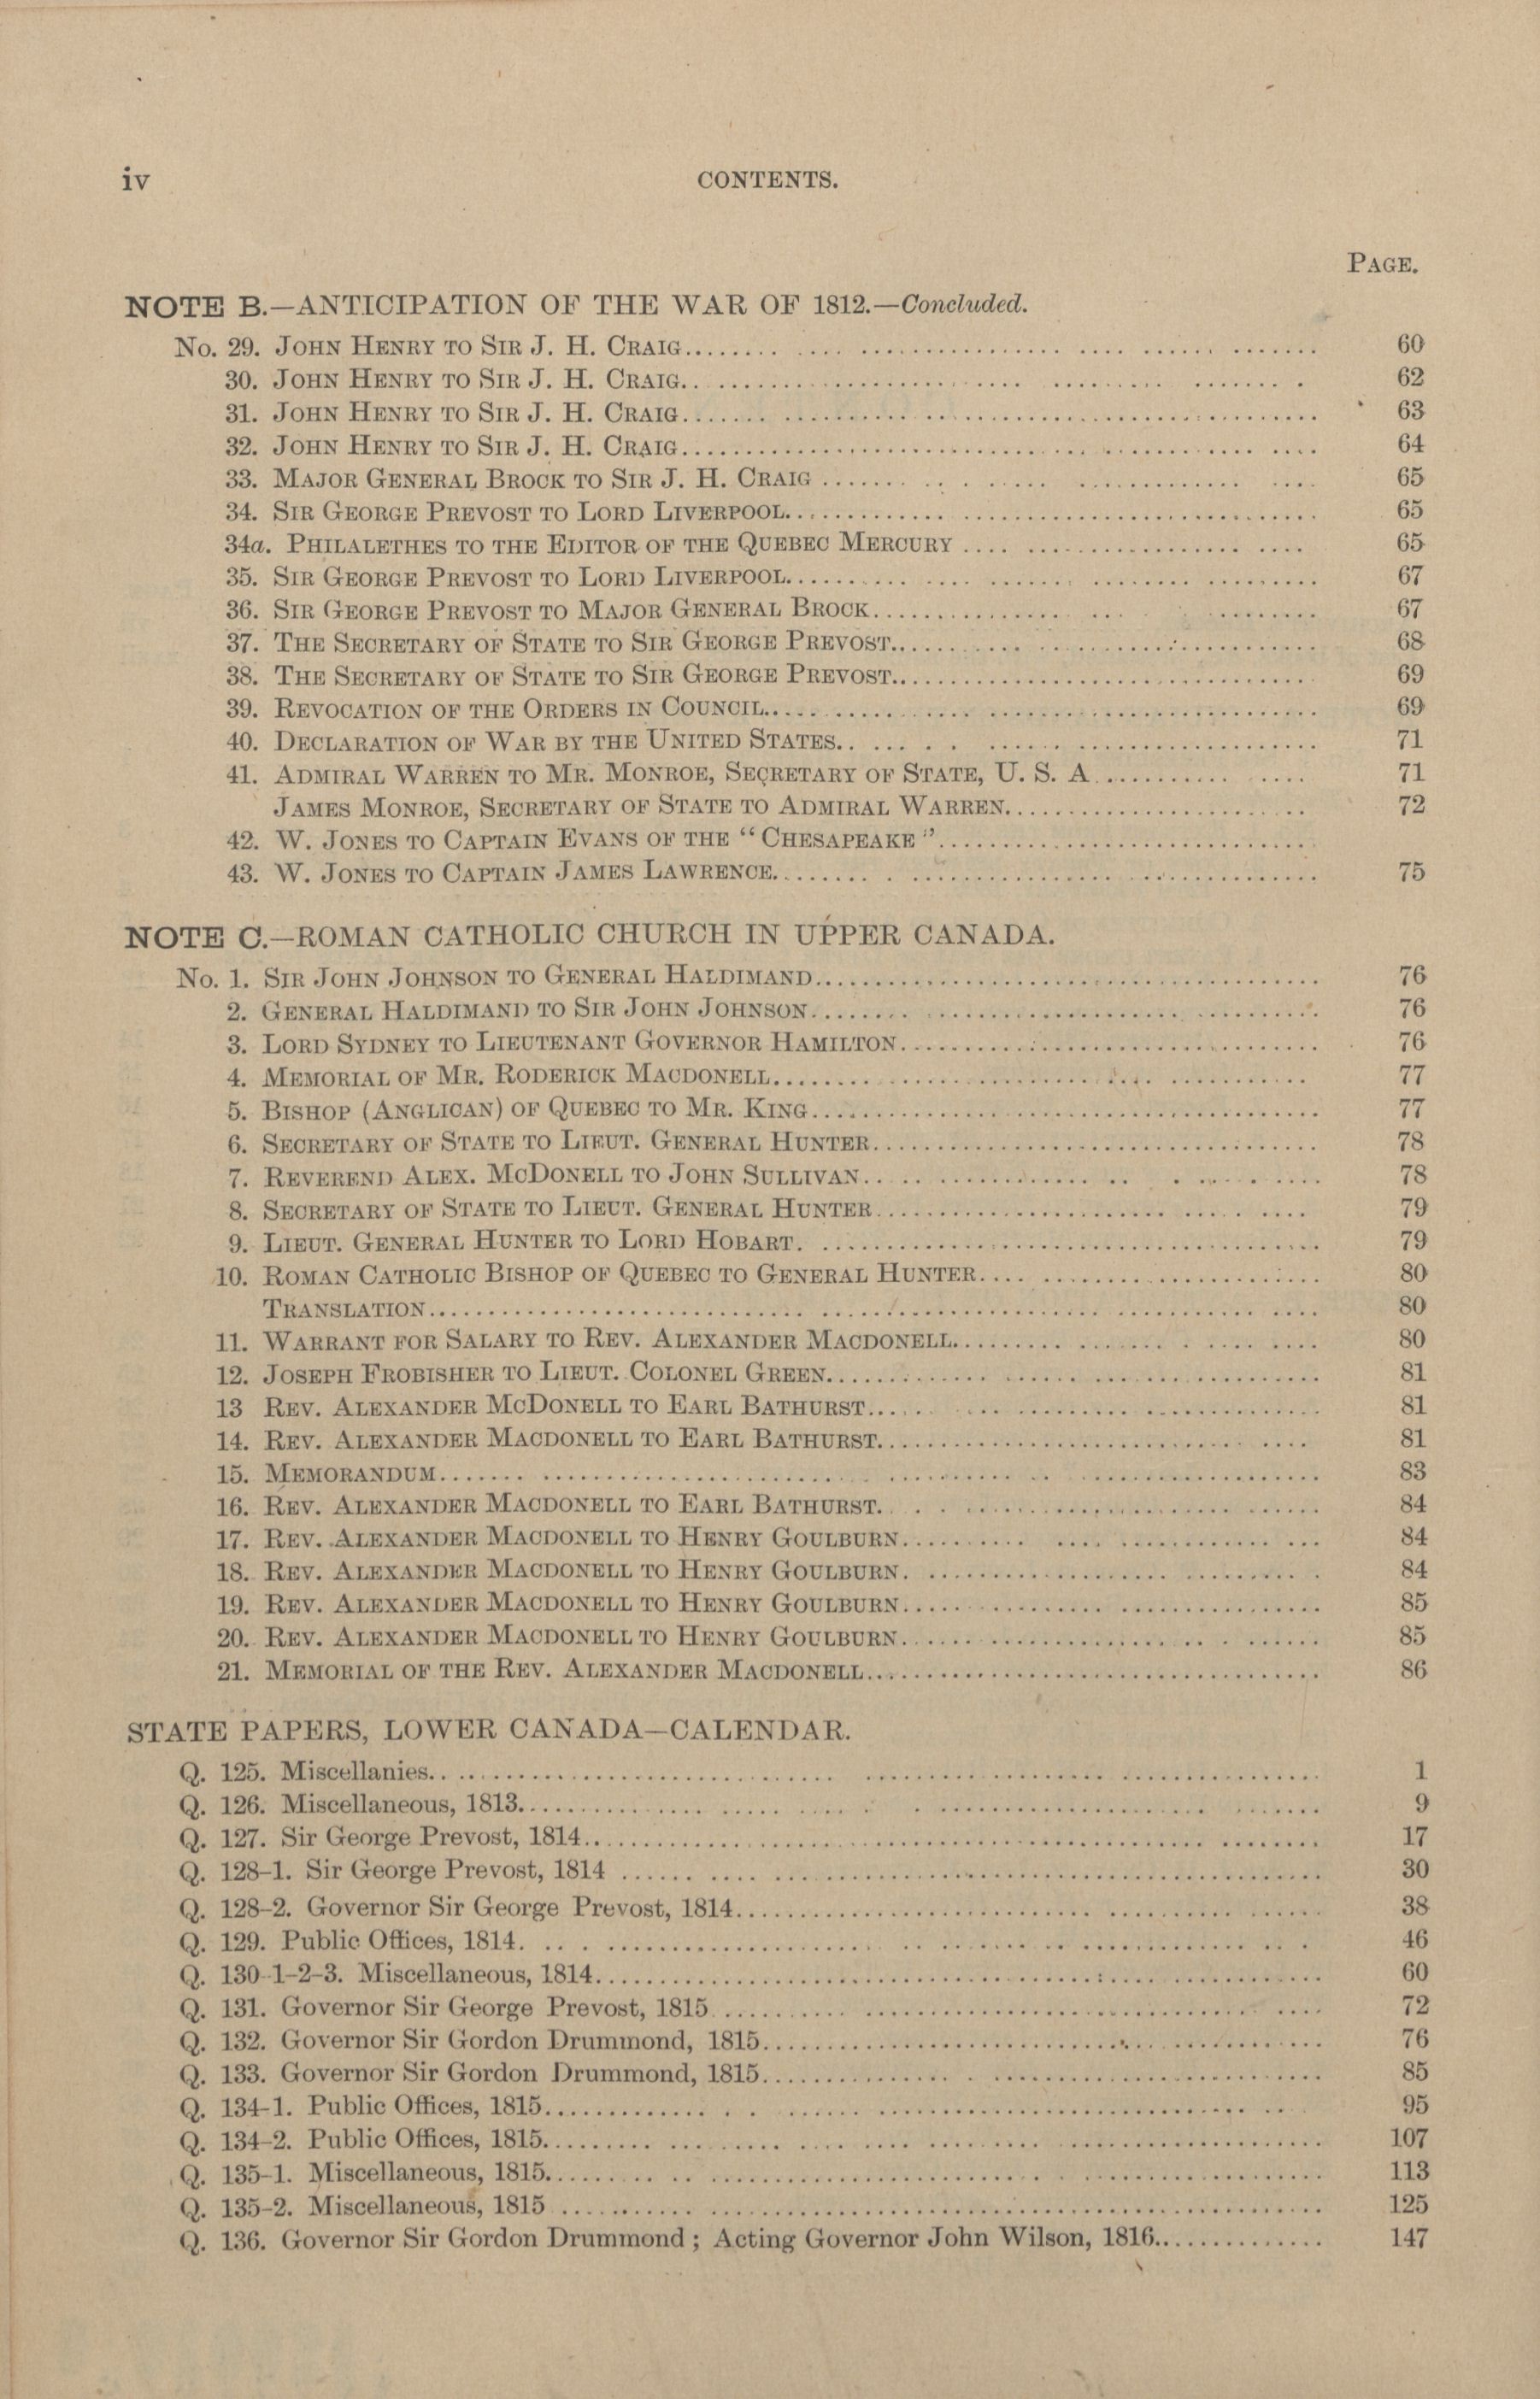 iv
CONTENTS.
PAGE.
NOTE B.—ANTICIPATION OF THE WAR OF 1812.—Concluded.
No. 29. JOHN HENRY TO SIR J. H. CRAIG........ 60
30. JOHN HENRY TO SIR J. H. CRAIG........ 62
31. JOHN HENRY TO SIR J. H. CRAIG........ 63
32. JOHN HENRY TO SIR J. H. CRAIG........ 64
33. MAJOR GENERAL BROCK TO SIR J. H. CRAIG ........ 65
34. SIR GEORGE PREVOST TO LORD LIVERPOOL........ 65
34a. PHILALETHES TO THE EDITOR OF THE QUEBEC MERCURY ........ 65
35. SIR GEORGE PREVOST TO LORD LIVERPOOL........ 67
36. SIR GEORGE PREVOST TO MAJOR GENERAL BROCK........ 67
37. THE SECRETARY OF STATE TO SIR GEORGE PREVOST........ 68
38. THE SECRETARY OF STATE TO SIR GEORGE PREVOST........ 69
39. REVOCATION OF THE ORDERS IN COUNCIL........ 69
40. DECLARATION OF WAR BY THE UNITED STATES........ 71
41. ADMIRAL WARREN TO MR. MONROE, SECRETARY OF STATE, U. S. A........ 71
JAMES MONROE, SECRETARY OF STATE TO ADMIRAL WARREN........ 72
42. W. JONES TO CAPTAIN EVANS OF THE "CHESAPEAKE"........
43. W. JONES TO CAPTAIN JAMES LAWRENCE........ 75
NOTE C.—ROMAN CATHOLIC CHURCH IN UPPER CANADA.
No. 1. SIR JOHN JOHNSON TO GENERAL HALDIMAND........ 76
2. GENERAL HALDIMAND TO SIR JOHN JOHNSON........ 76
3. LORD SYDNEY TO LIEUTENANT GOVERNOR HAMILTON........ 76
4. MEMORIAL OF MR. RODERICK MACDONELL........ 77
5. BISHOP (ANGLICAN) OF QUEBEC TO MR. KING........ 77
6. SECRETARY OF STATE TO LIEUT. GENERAL HUNTER........ 78
7. REVEREND ALEX. MCDONELL TO JOHN SULLIVAN........ 78
8. SECRETARY OF STATE TO LIEUT. GENERAL HUNTER........ 79
9. LIEUT. GENERAL HUNTER TO LORD HOBART........ 79
10. ROMAN CATHOLIC BISHOP OF QUEBEC TO GENERAL HUNTER........ 80
TRANSLATION........ 80
11. WARRANT FOR SALARY TO REV. ALEXANDER MACDONELL........ 80
12. JOSEPH FROBISHER TO LIEUT. COLONEL GREEN........ 81
13 REV. ALEXANDER MCDONELL TO EARL BATHURST........ 81
14. REV. ALEXANDER MACDONELL TO EARL BATHURST........ 81
15. MEMORANDUM........ 83
16. REV. ALEXANDER MACDONELL TO EARL BATHURST........ 84
17. REV. ALEXANDER MACDONELL TO HENRY GOULBURN........ 84
18. REV. ALEXANDER MACDONELL TO HENRY GOULBURN........ 84
19. REV. ALEXANDER MACDONELL TO HENRY GOULBURN........ 85
20. REV. ALEXANDER MACDONELL TO HENRY GOULBURN........ 85
21. MEMORIAL OF THE REV. ALEXANDER MACDONELL........ 86
STATE PAPERS, LOWER CANADA—CALENDAR.
Q. 125. Miscellanies........ 1
Q. 126. Miscellaneous, 1813........ 9
Q. 127. Sir George Prevost, 1814........ 17
Q. 128-1. Sir George Prevost, 1814 ........ 30
Q. 128-2. Governor Sir George Prevost, 1814........ 38
Q. 129. Public Offices, 1814........ 46
Q. 130-1-2-3. Miscellaneous, 1814........ 60
Q. 131. Governor Sir George Prevost, 1815........ 72
Q. 132. Governor Sir Gordon Drummond, 1815........ 76
Q. 133. Governor Sir Gordon Drummond, 1815........ 85
Q. 134-1. Public Offices, 1815........ 95
Q. 134-2. Public Offices, 1815........ 107
Q. 135-1. Miscellaneous, 1815........ 113
Q. 135-2. Miscellaneous, 1815 ........ 125
Q. 136. Governor Sir Gordon Drummond ; Acting Governor John Wilson, 1816........ 147